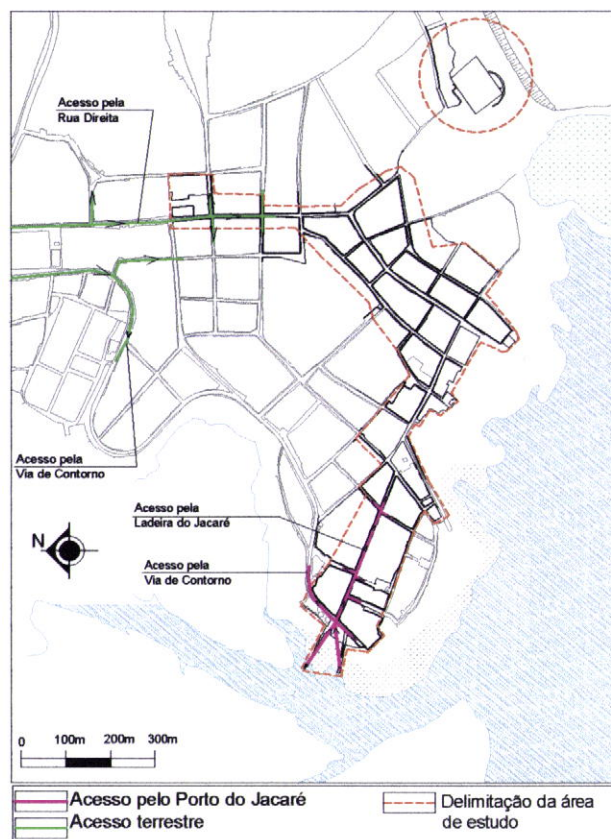 Acesso pela
Rua Direita
Acesso pela
Via de Contorno
Acesso pela
Ladeira do Jacaré
N
Acesso pela
Via de Contorno
0 100m 200m 300m
Acesso pelo Porto do Jacaré
Acesso terrestre
Delimitação da área
de estudo